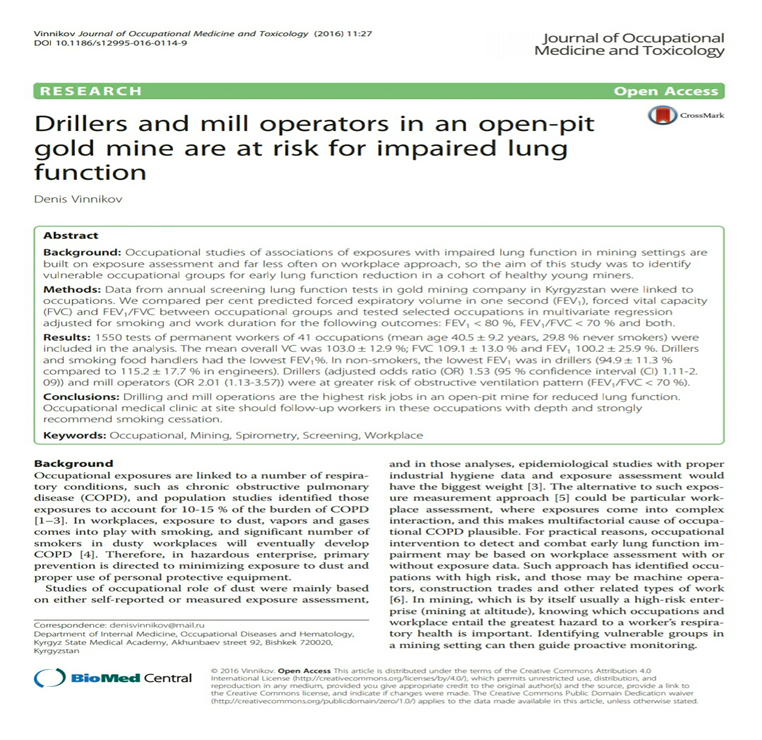 Vinnikov Journal of Occupational Medicine and Toxicology (2016) 11:27
DOI 10.1186/s12995-016-0114-9
Journal of Occupational
Medicine and Toxicology
RESEARCH
Open Access
CrossMark
Drillers and mill operators in an open-pit
gold mine are at risk for impaired lung
function
Denis Vinnikov
Abstract
Background: Occupational studies of associations of exposures with impaired lung function in mining settings are
built on exposure assessment and far less often on workplace approach, so the aim of this study was to identify
vulnerable occupational groups for early lung function reduction in a cohort of healthy young miners.
Methods: Data from annual screening lung function tests in gold mining company in Kyrgyzstan were linked to
occupations. We compared per cent predicted forced expiratory volume in one second (FEV₁), forced vital capacity
(FVC) and FEV₁/FVC between occupational groups and tested selected occupations in multivariate regression
adjusted for smoking and work duration for the following outcomes: FEV₁ < 80 %, FEV₁/FVC < 70 % and both.
Results: 1550 tests of permanent workers of 41 occupations (mean age 40.5 ± 9.2 years, 29.8 % never smokers) were
included in the analysis. The mean overall VC was 103.0 ± 12.9 %; FVC 109.1 ± 13.0 % and FEV₁ 100.2 ± 25.9 %. Drillers
and smoking food handlers had the lowest FEV₁%. In non-smokers, the lowest FEV₁ was in drillers (94.9 ± 11.3 %
compared to 115.2 ± 17.7 % in engineers). Drillers (adjusted odds ratio (OR) 1.53 (95 % confidence interval (CI) 1.11-2.
09)) and mill operators (OR 2.01 (1.13-3.57)) were at greater risk of obstructive ventilation pattern (FEV₁/FVC < 70 %).
Conclusions: Drilling and mill operations are the highest risk jobs in an open-pit mine for reduced lung function.
Occupational medical clinic at site should follow-up workers in these occupations with depth and strongly
recommend smoking cessation.
Keywords: Occupational, Mining, Spirometry, Screening, Workplace
Background
Occupational exposures are linked to a number of respira-
tory conditions, such as chronic obstructive pulmonary
disease (COPD), and population studies identified those
exposures to account for 10-15 % of the burden of COPD
[1–3]. In workplaces, exposure to dust, vapors and gases
comes into play with smoking, and significant number of
smokers in dusty workplaces will eventually develop
COPD [4]. Therefore, in hazardous enterprise, primary
prevention is directed to minimizing exposure to dust and
proper use of personal protective equipment.
Studies of occupational role of dust were mainly based
on either self-reported or measured exposure assessment,
and in those analyses, epidemiological studies with proper
industrial hygiene data and exposure assessment would
have the biggest weight [3]. The alternative to such expos-
ure measurement approach [5] could be particular work-
place assessment, where exposures come into complex
interaction, and this makes multifactorial cause of occupa-
tional COPD plausible. For practical reasons, occupational
intervention to detect and combat early lung function im-
pairment may be based on workplace assessment with or
without exposure data. Such approach has identified occu-
pations with high risk, and those may be machine opera-
tors, construction trades and other related types of work
[6]. In mining, which is by itself usually a high-risk enter-
prise (mining at altitude), knowing which occupations and
workplace entail the greatest hazard to a worker's respira-
tory health is important. Identifying vulnerable groups in
a mining setting can then guide proactive monitoring.
Correspondence: denisvinnikov@mail.ru
Department of Internal Medicine, Occupational Diseases and Hematology,
Kyrgyz State Medical Academy, Akhunbaev street 92, Bishkek 720020,
Kyrgyzstan
BioMed Central
© 2016 Vinnikov. Open Access This article is distributed under the terms of the Creative Commons Attribution 4.0
International License (http://creativecommons.org/licenses/by/4.0/), which permits unrestricted use, distribution, and
reproduction in any medium, provided you give appropriate credit to the original author(s) and the source, provide a link to
the Creative Commons license, and indicate if changes were made. The Creative Commons Public Domain Dedication waiver
(http://creativecommons.org/publicdomain/zero/1.0/) applies to the data made available in this article, unless otherwise stated.